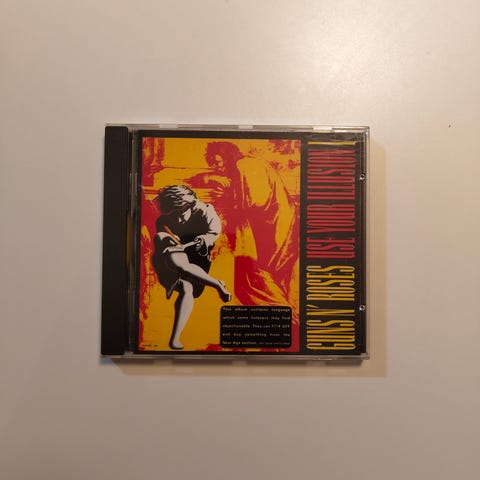 GUNS N' ROSES USE YOUR ILLUSION I
This album contains language
which some listeners may find
objectionable. They can F?!* OFF
and buy something from the
New Age section.